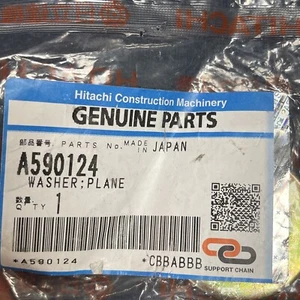 Hitachi Construction Machinery
GENUINE PARTS
部品番号 PARTS No. MADE IN JAPAN
A590124
WASHER;PLANE
数量 Q'TY 1
*A590124 *CBBABBB
SUPPORT CHAIN